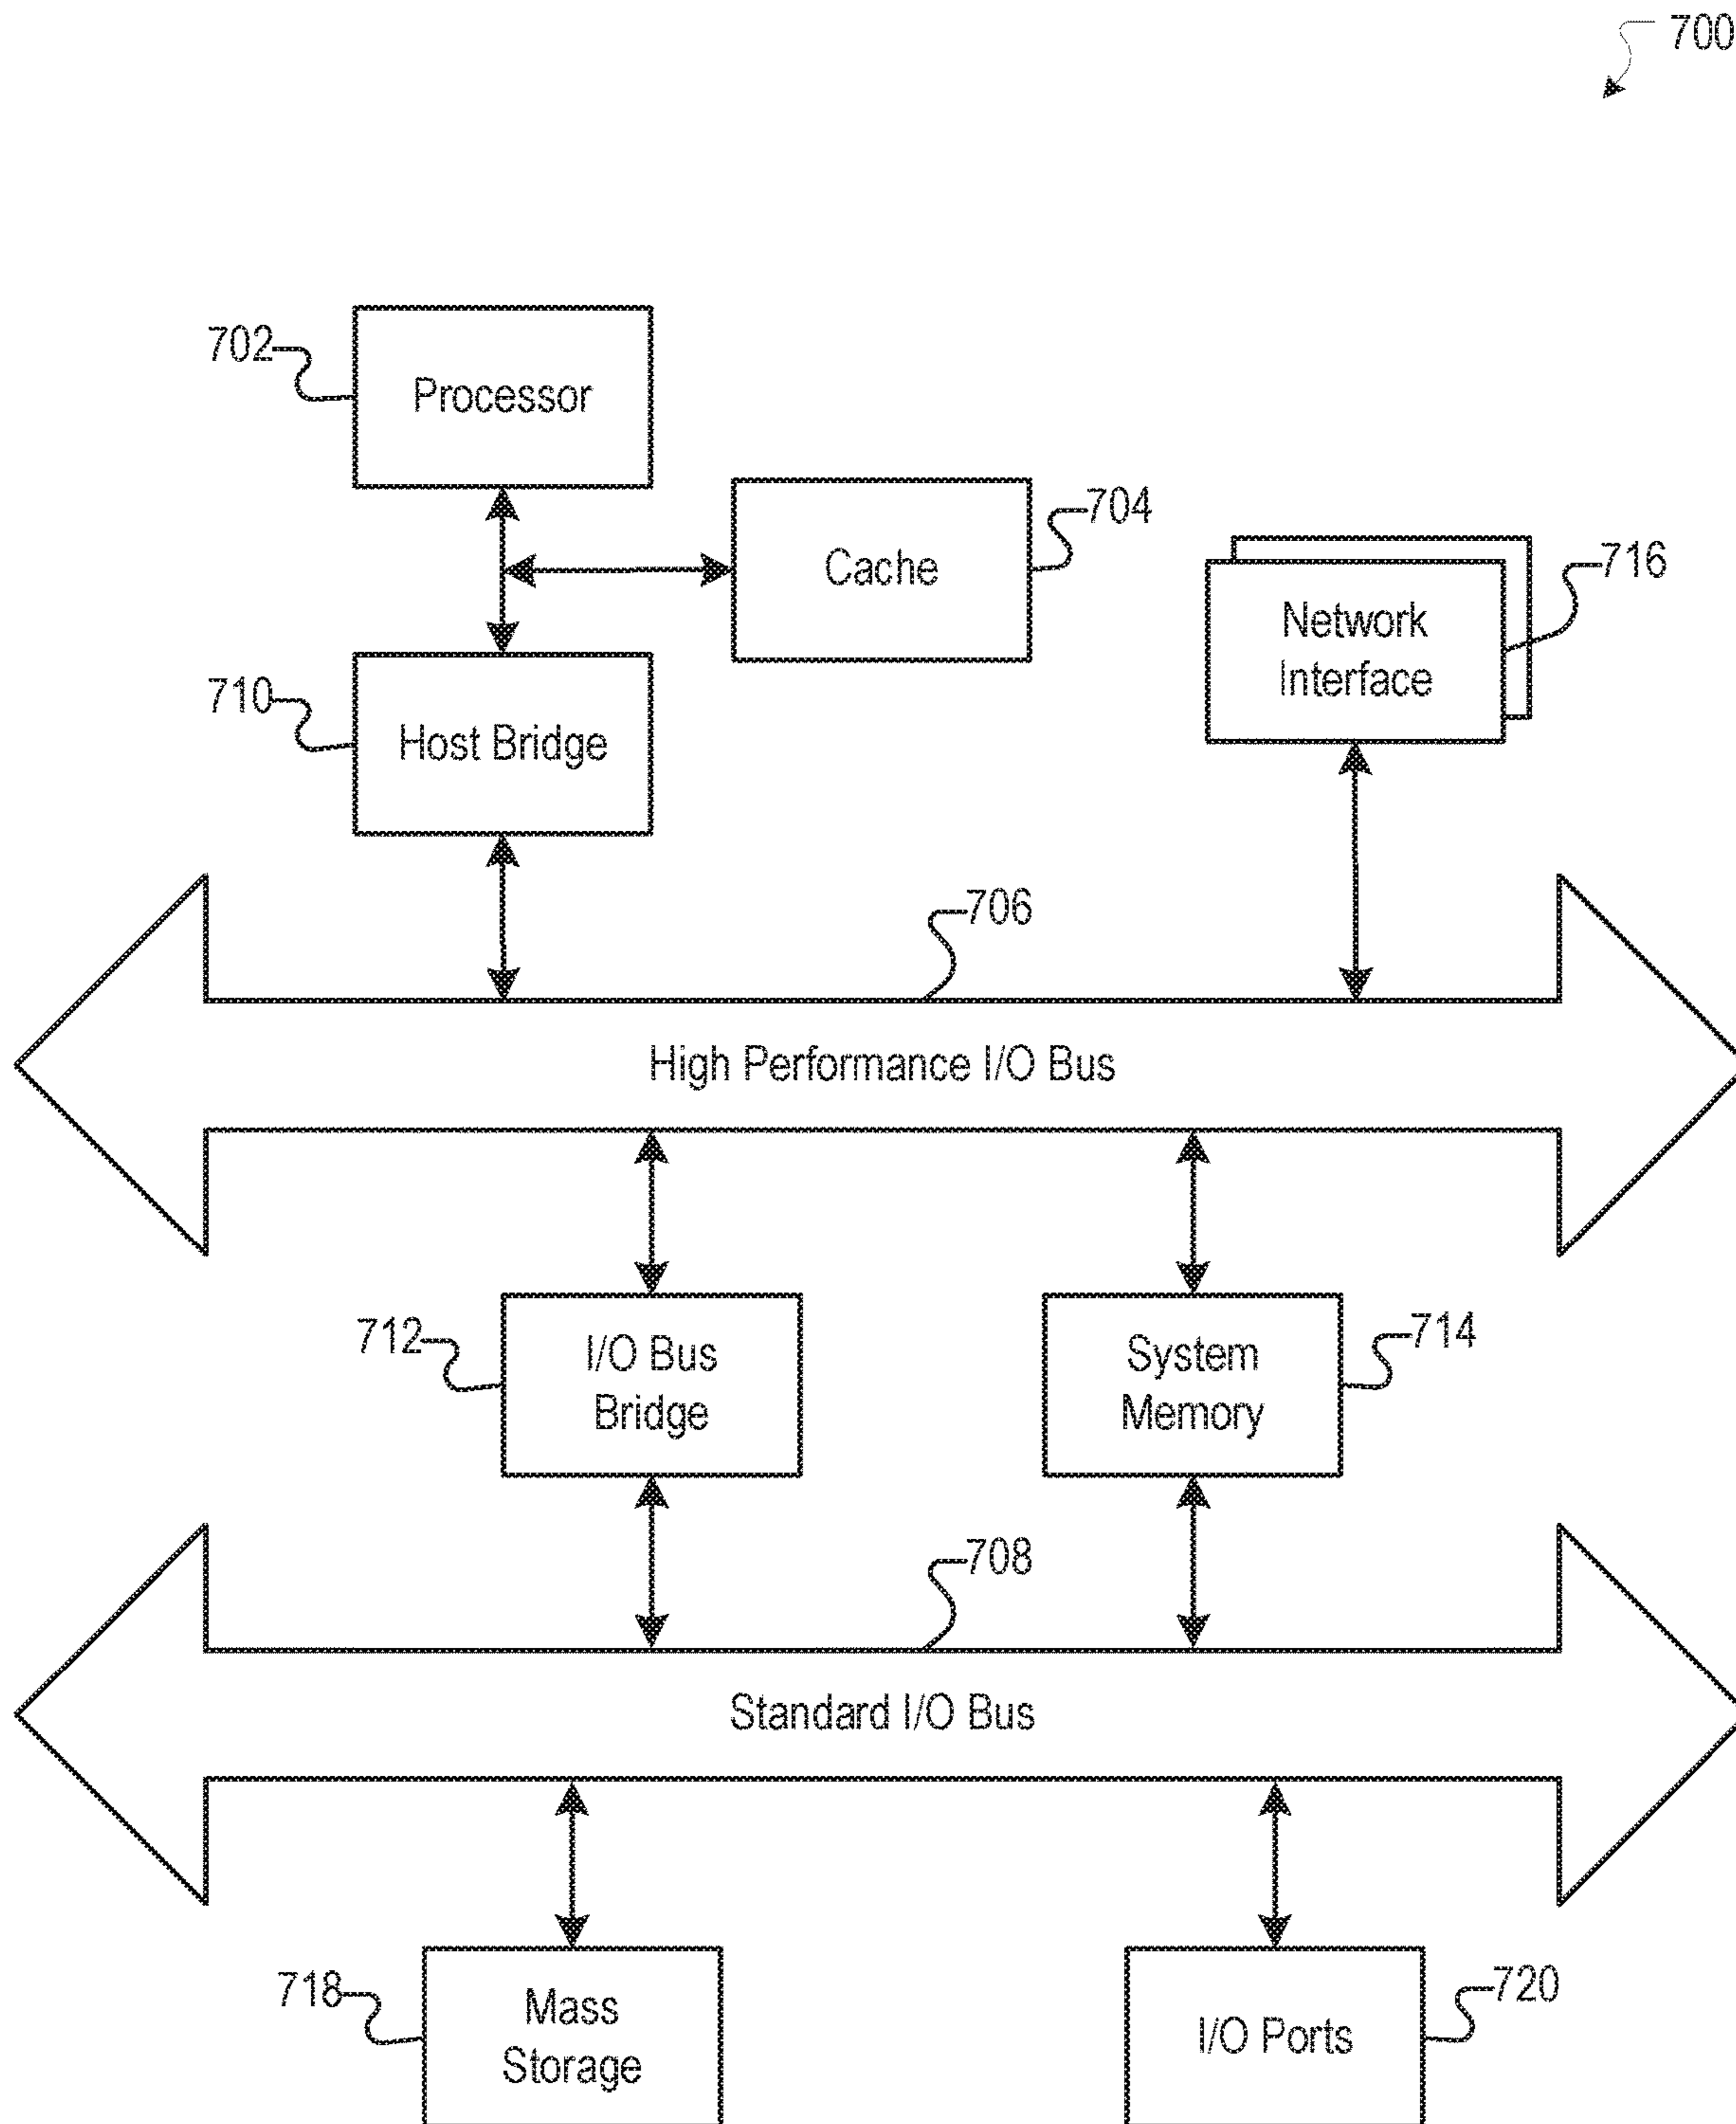 700
702
Processor
704
Cache
716
Network
Interface
710
Host Bridge
706
High Performance I/O Bus
712
I/O Bus
Bridge
714
System
Memory
708
Standard I/O Bus
718
Mass
Storage
720
I/O Ports